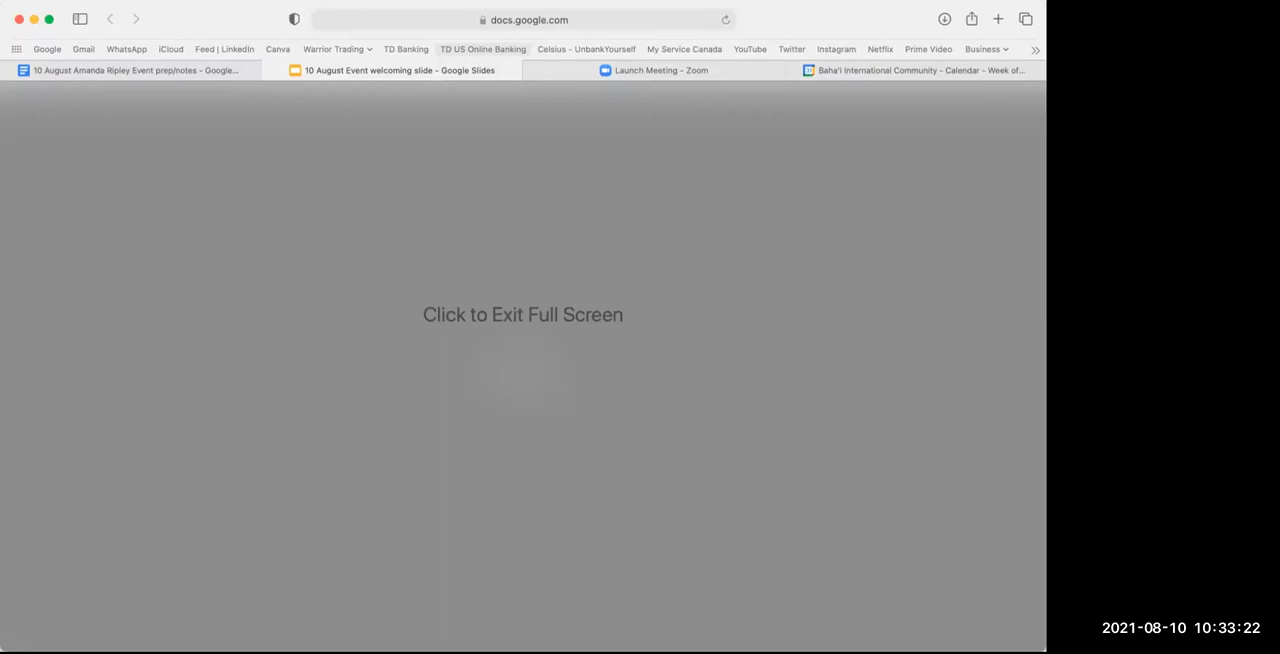 docs.google.com
Google Gmail WhatsApp iCloud Feed | LinkedIn Canva Warrior Trading TD Banking TD US Online Banking Celsius - UnbankYourself My Service Canada YouTube Twitter Instagram Netflix Prime Video Business
10 August Amanda Ripley Event prep/notes - Google... 10 August Event welcoming slide - Google Slides Launch Meeting - Zoom Baha'i International Community - Calendar - Week of...
Click to Exit Full Screen
2021-08-10 10:33:22